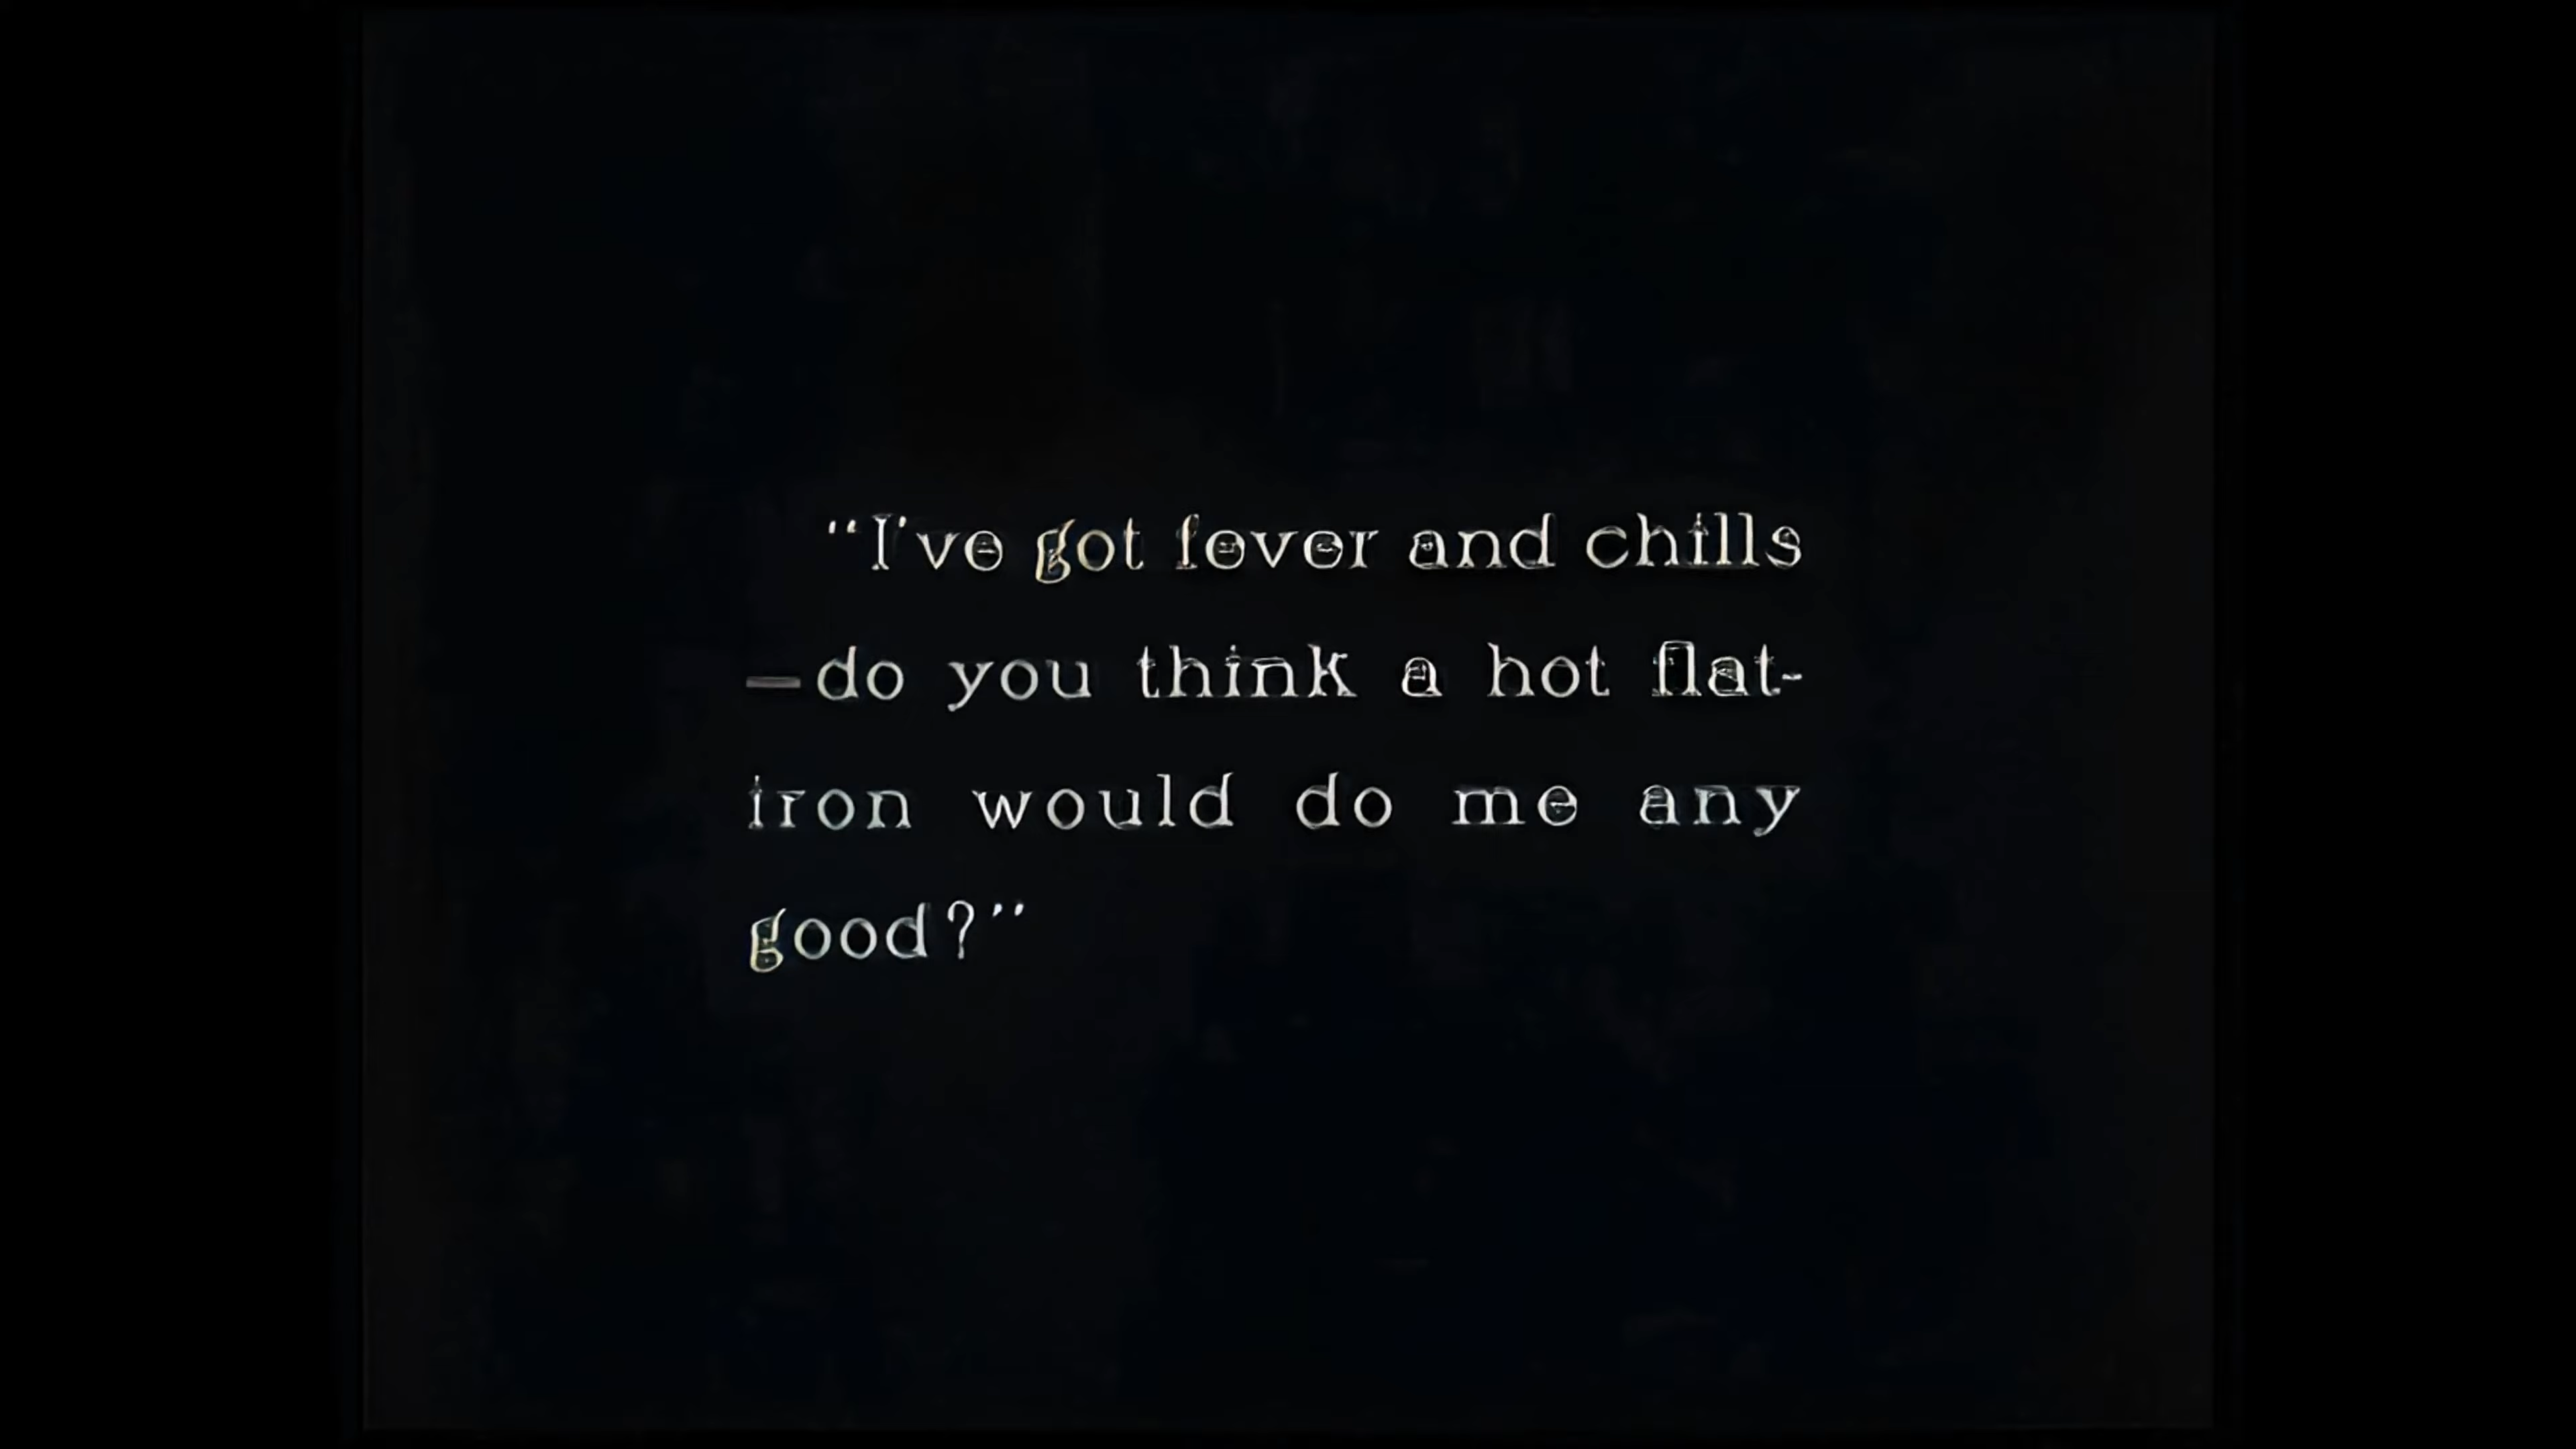 “I've got fever and chills
—do you think a hot flat-
iron would do me any
good?”